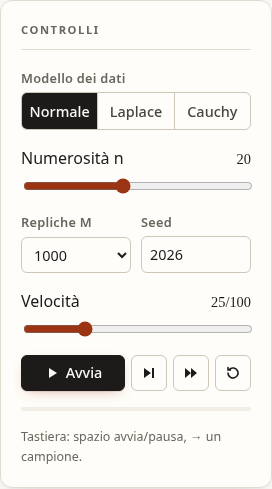 CONTROLLI
Modello dei dati
Normale Laplace Cauchy
Numerosità n 20
Repliche M Seed
1000 2026
Velocità 25/100
Avvia
Tastiera: spazio avvia/pausa, → un
campione.